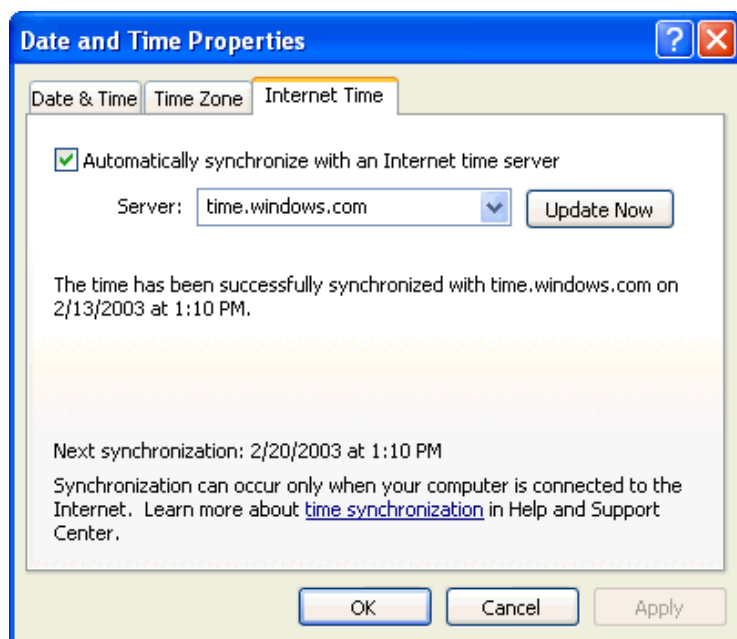 Date and Time Properties
Date & Time Time Zone Internet Time
Automatically synchronize with an Internet time server
Server: time.windows.com Update Now
The time has been successfully synchronized with time.windows.com on
2/13/2003 at 1:10 PM.
Next synchronization: 2/20/2003 at 1:10 PM
Synchronization can occur only when your computer is connected to the
Internet.  Learn more about time synchronization in Help and Support
Center.
OK Cancel Apply